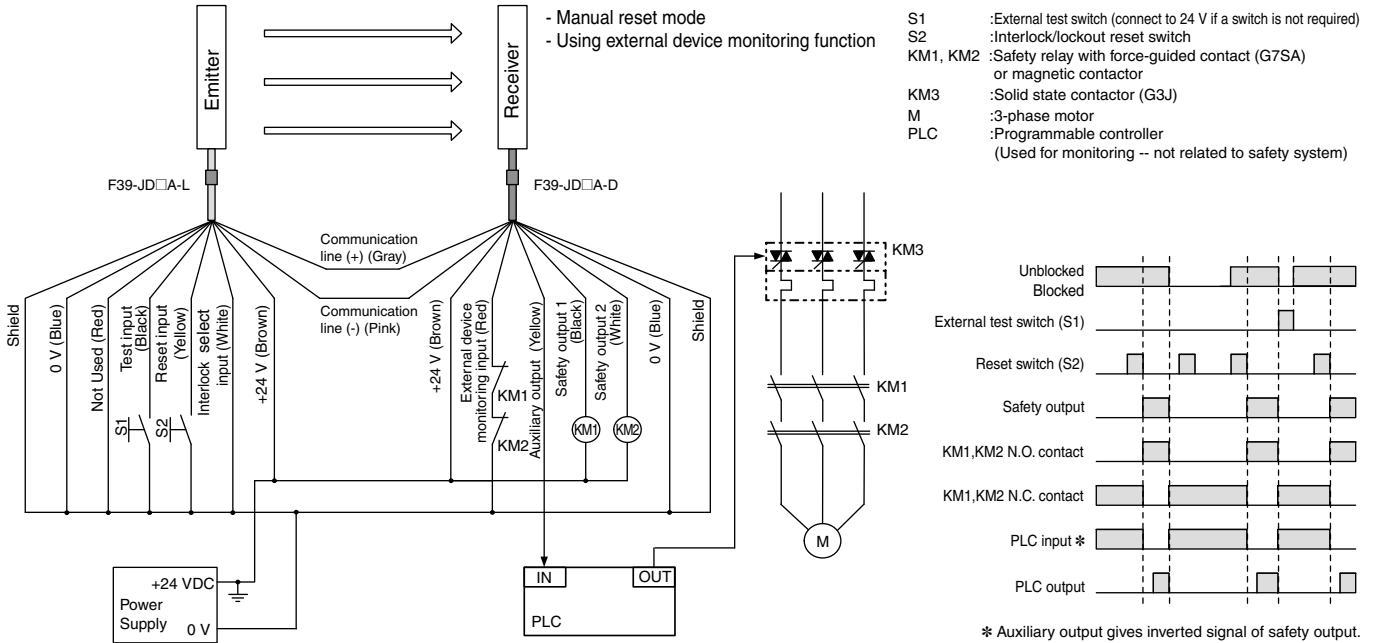 - Manual reset mode
- Using external device monitoring function
S1 :External test switch (connect to 24 V if a switch is not required)
S2 :Interlock/lockout reset switch
KM1, KM2 :Safety relay with force-guided contact (G7SA)
or magnetic contactor
KM3 :Solid state contactor (G3J)
M :3-phase motor
PLC :Programmable controller
(Used for monitoring -- not related to safety system)
Emitter
Receiver
F39-JD□A-L
F39-JD□A-D
Communication
line (+) (Gray)
Communication
line (-) (Pink)
Shield
0 V (Blue)
Not Used (Red)
Test input
(Black)
Reset input
(Yellow)
Interlock select
input (White)
+24 V (Brown)
+24 V (Brown)
External device
monitoring input (Red)
Auxiliary output (Yellow)
Safety output 1
(Black)
Safety output 2
(White)
0 V (Blue)
Shield
S1
S2
KM1
KM2
KM1
KM2
KM3
KM1
KM2
M
+24 VDC
Power
Supply
0 V
IN
OUT
PLC
Unblocked
Blocked
External test switch (S1)
Reset switch (S2)
Safety output
KM1,KM2 N.O. contact
KM1,KM2 N.C. contact
PLC input ✻
PLC output
✻ Auxiliary output gives inverted signal of safety output.